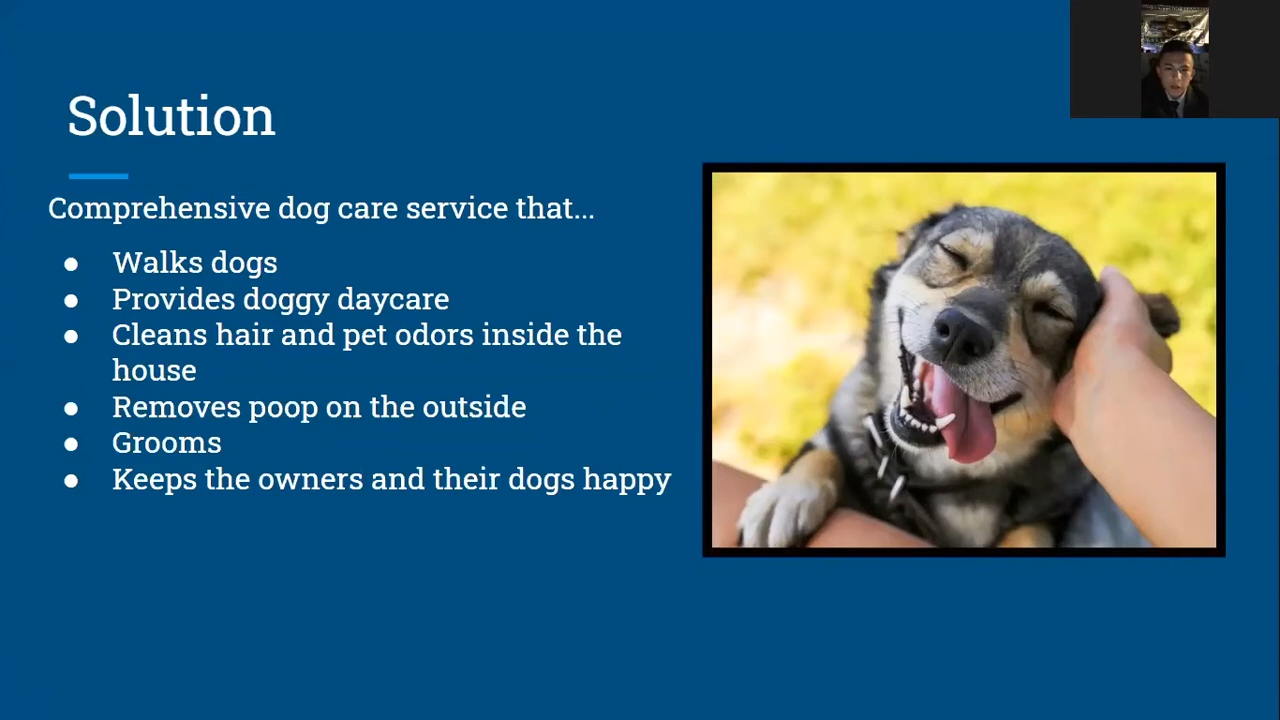 Solution
Comprehensive dog care service that...
● Walks dogs
● Provides doggy daycare
● Cleans hair and pet odors inside the
house
● Removes poop on the outside
● Grooms
● Keeps the owners and their dogs happy